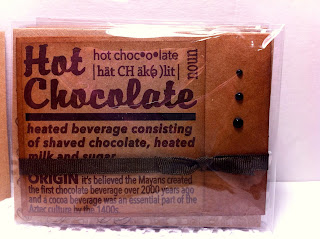 Hot
Chocolate
hot choc•o•late
|hät CH äk(ə)lit|
noun
heated beverage consisting
of shaved chocolate, heated
milk and sugar
ORIGIN it's believed the Mayans created
the first chocolate beverage over 2000 years ago
and a cocoa beverage was an essential part of the
Aztec culture by the 1400s